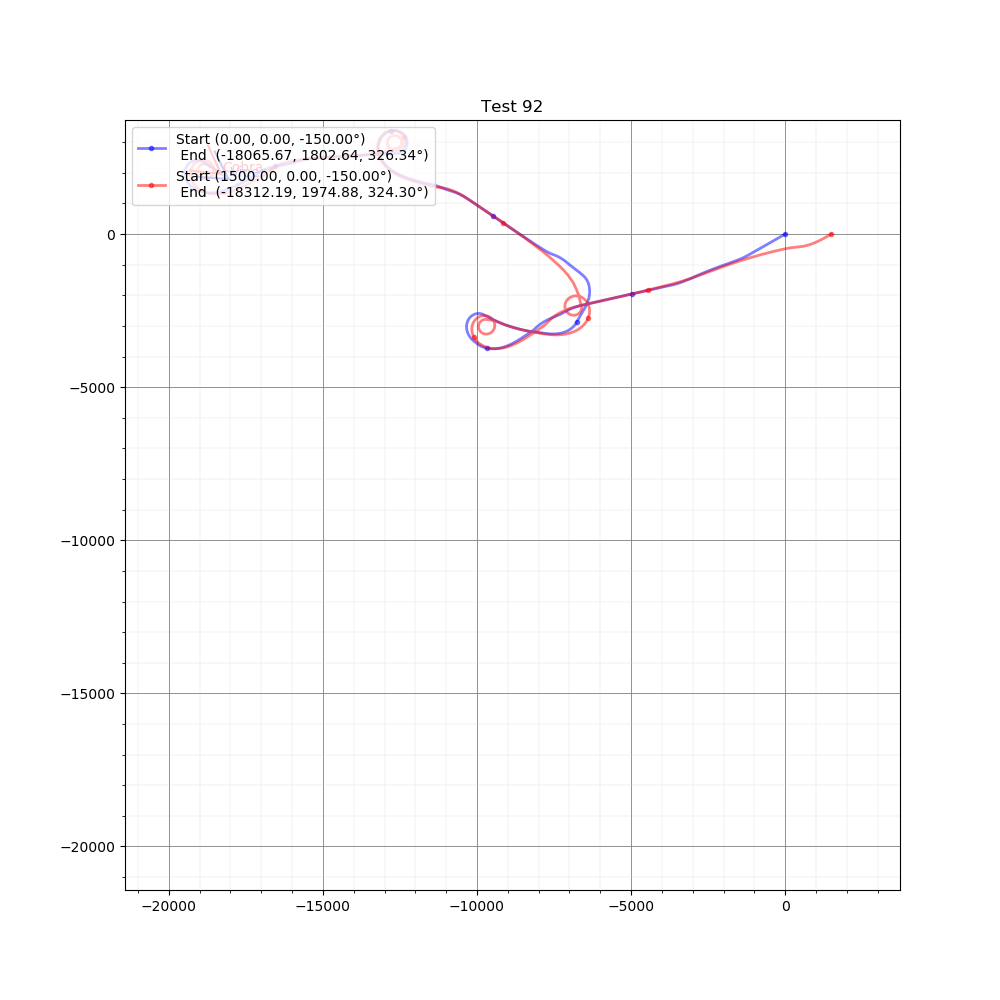 Test 92
Start (0.00, 0.00, -150.00°)
End (-18065.67, 1802.64, 326.34°)
Start (1500.00, 0.00, -150.00°)
End (-18312.19, 1974.88, 324.30°)
Cobra
0
−5000
−10000
−15000
−20000
−20000 −15000 −10000 −5000 0